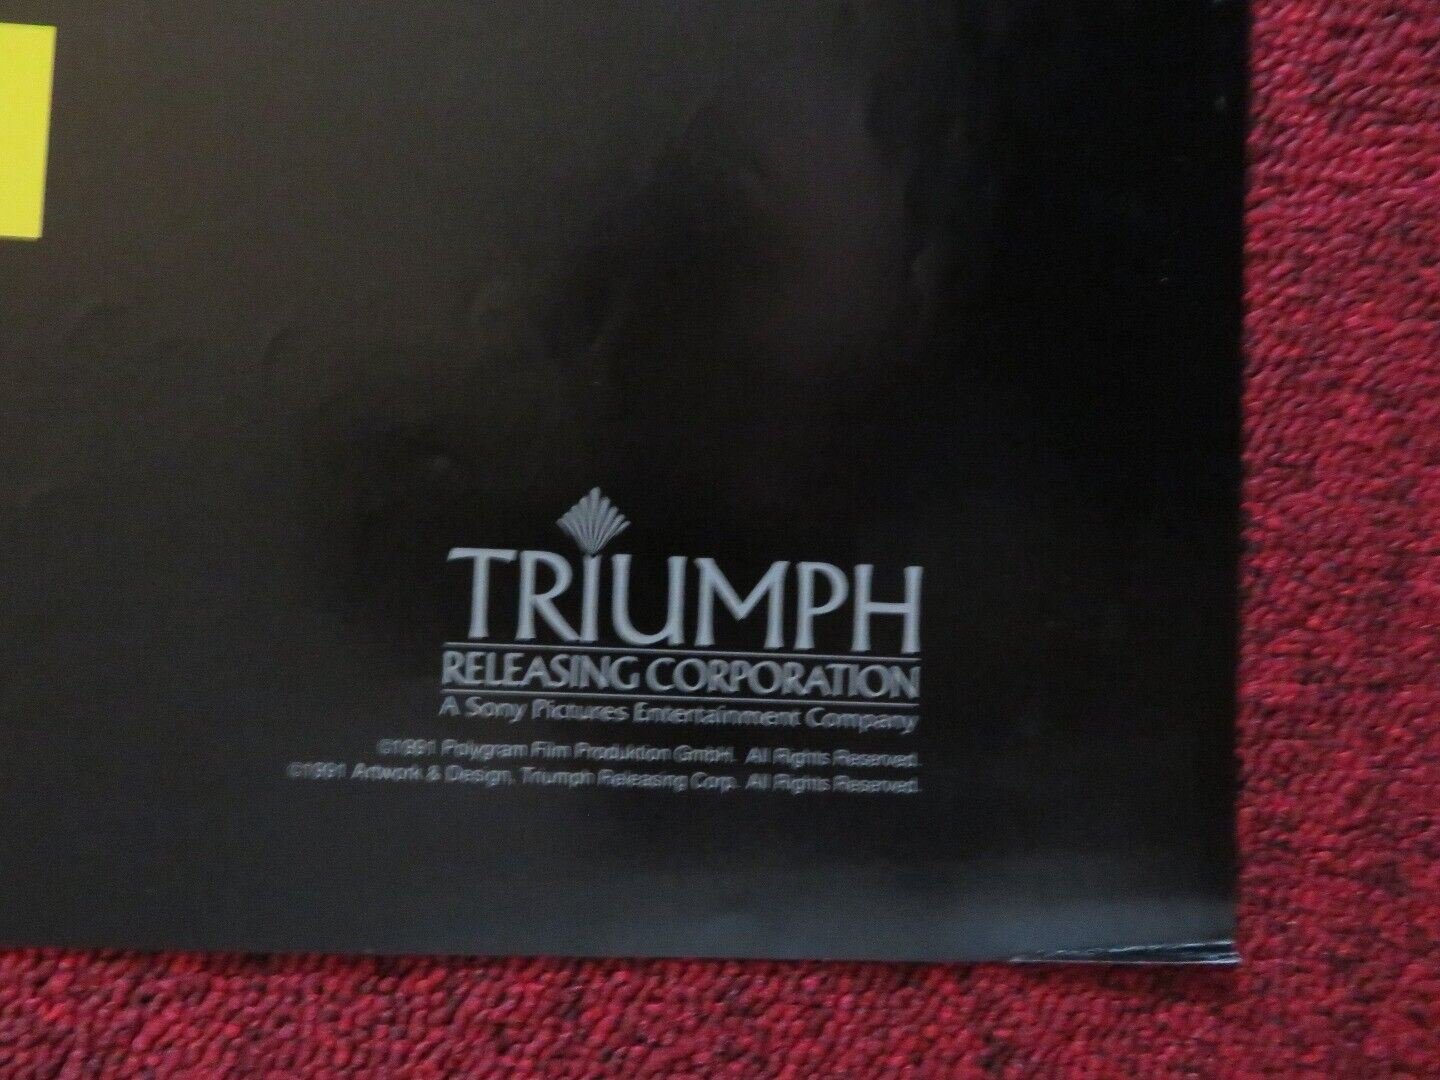 TRIUMPH
RELEASING CORPORATION
A Sony Pictures Entertainment Company
©1991 Polygram Film Produktion GmbH. All Rights Reserved.
©1991 Artwork & Design, Triumph Releasing Corp. All Rights Reserved.